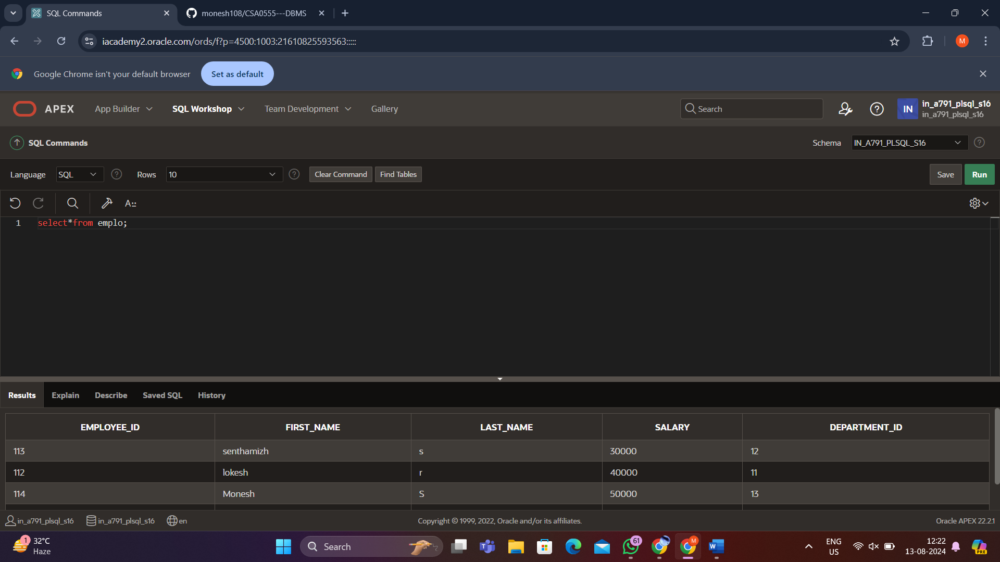 SQL Commands
monesh108/CSA0555---DBMS
iacademy2.oracle.com/ords/f?p=4500:1003:21610825593563:::::
M
Google Chrome isn't your default browser
Set as default
APEX
App Builder
SQL Workshop
Team Development
Gallery
Search
IN
in_a791_plsql_s16
in_a791_plsql_s16
SQL Commands
Schema
IN_A791_PLSQL_S16
Language
SQL
Rows
10
Clear Command
Find Tables
Save
Run
A::
1 select*from emplo;
Results Explain Describe Saved SQL History
EMPLOYEE_ID FIRST_NAME LAST_NAME SALARY DEPARTMENT_ID
113 senthamizh s 30000 12
112 lokesh r 40000 11
114 Monesh S 50000 13
in_a791_plsql_s16 in_a791_plsql_s16 en
Copyright © 1999, 2022, Oracle and/or its affiliates.
Oracle APEX 22.2.1
1
32°C
Haze
Search
61
M
ENG
US
12:22
13-08-2024
PRE